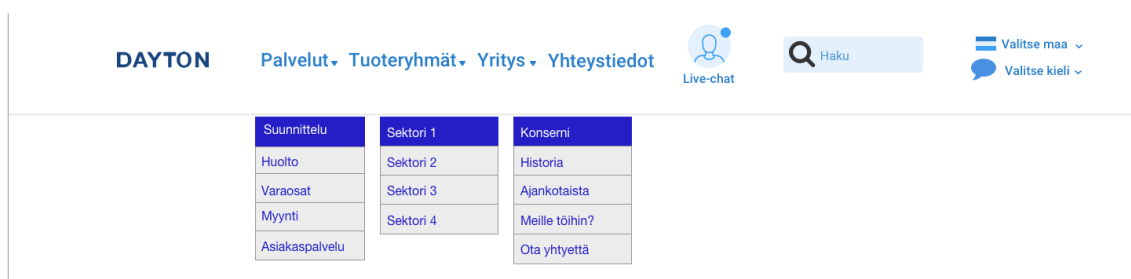 DAYTON
Palvelut Tuoteryhmät Yritys Yhteystiedot
Live-chat
Haku
Valitse maa
Valitse kieli
Suunnittelu
Huolto
Varaosat
Myynti
Asiakaspalvelu
Sektori 1
Sektori 2
Sektori 3
Sektori 4
Konserni
Historia
Ajankotaista
Meille töihin?
Ota yhtyettä